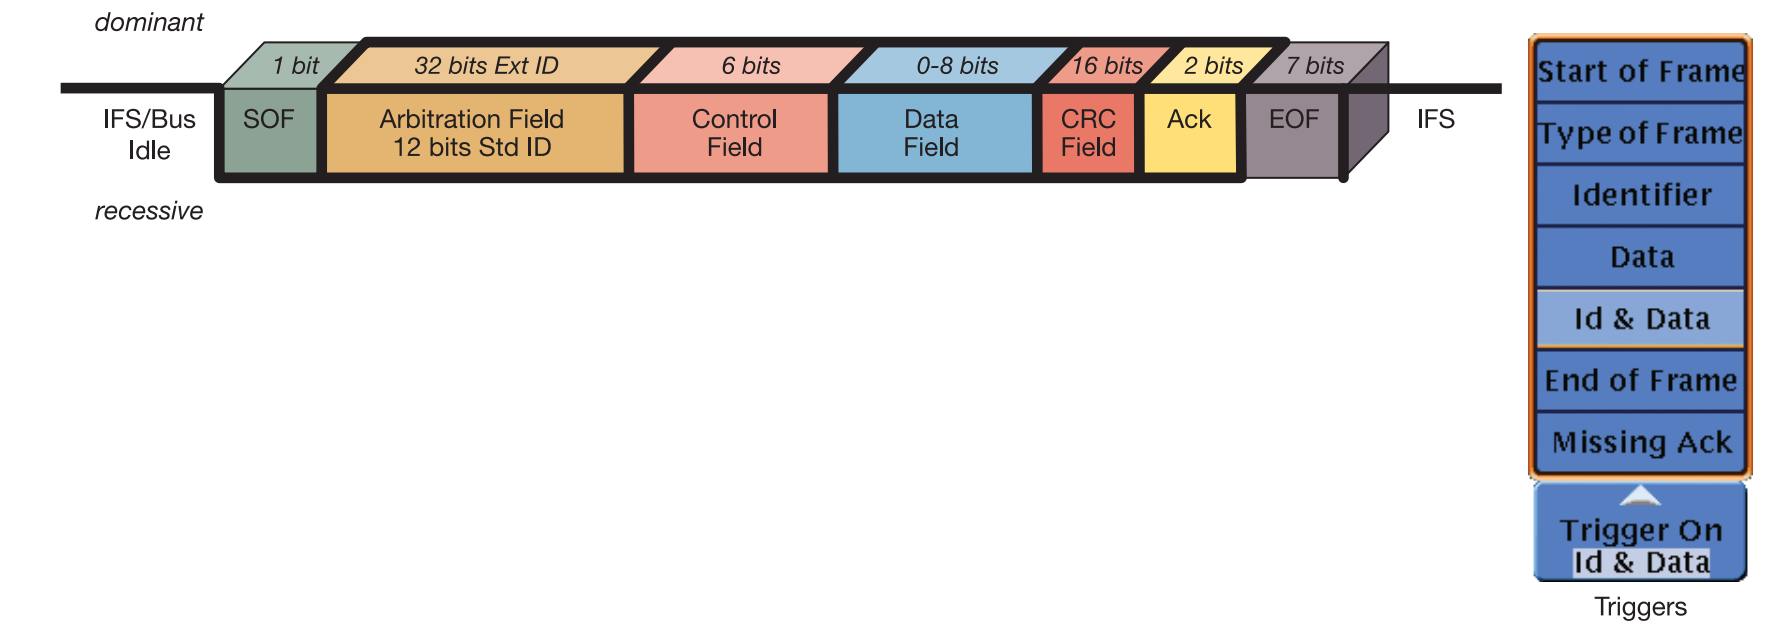 dominant
1 bit
32 bits Ext ID
6 bits
0-8 bits
16 bits
2 bits
7 bits
IFS/Bus
Idle
SOF
Arbitration Field
12 bits Std ID
Control
Field
Data
Field
CRC
Field
Ack
EOF
IFS
recessive
Start of Frame
Type of Frame
Identifier
Data
Id & Data
End of Frame
Missing Ack
Trigger On
Id & Data
Triggers